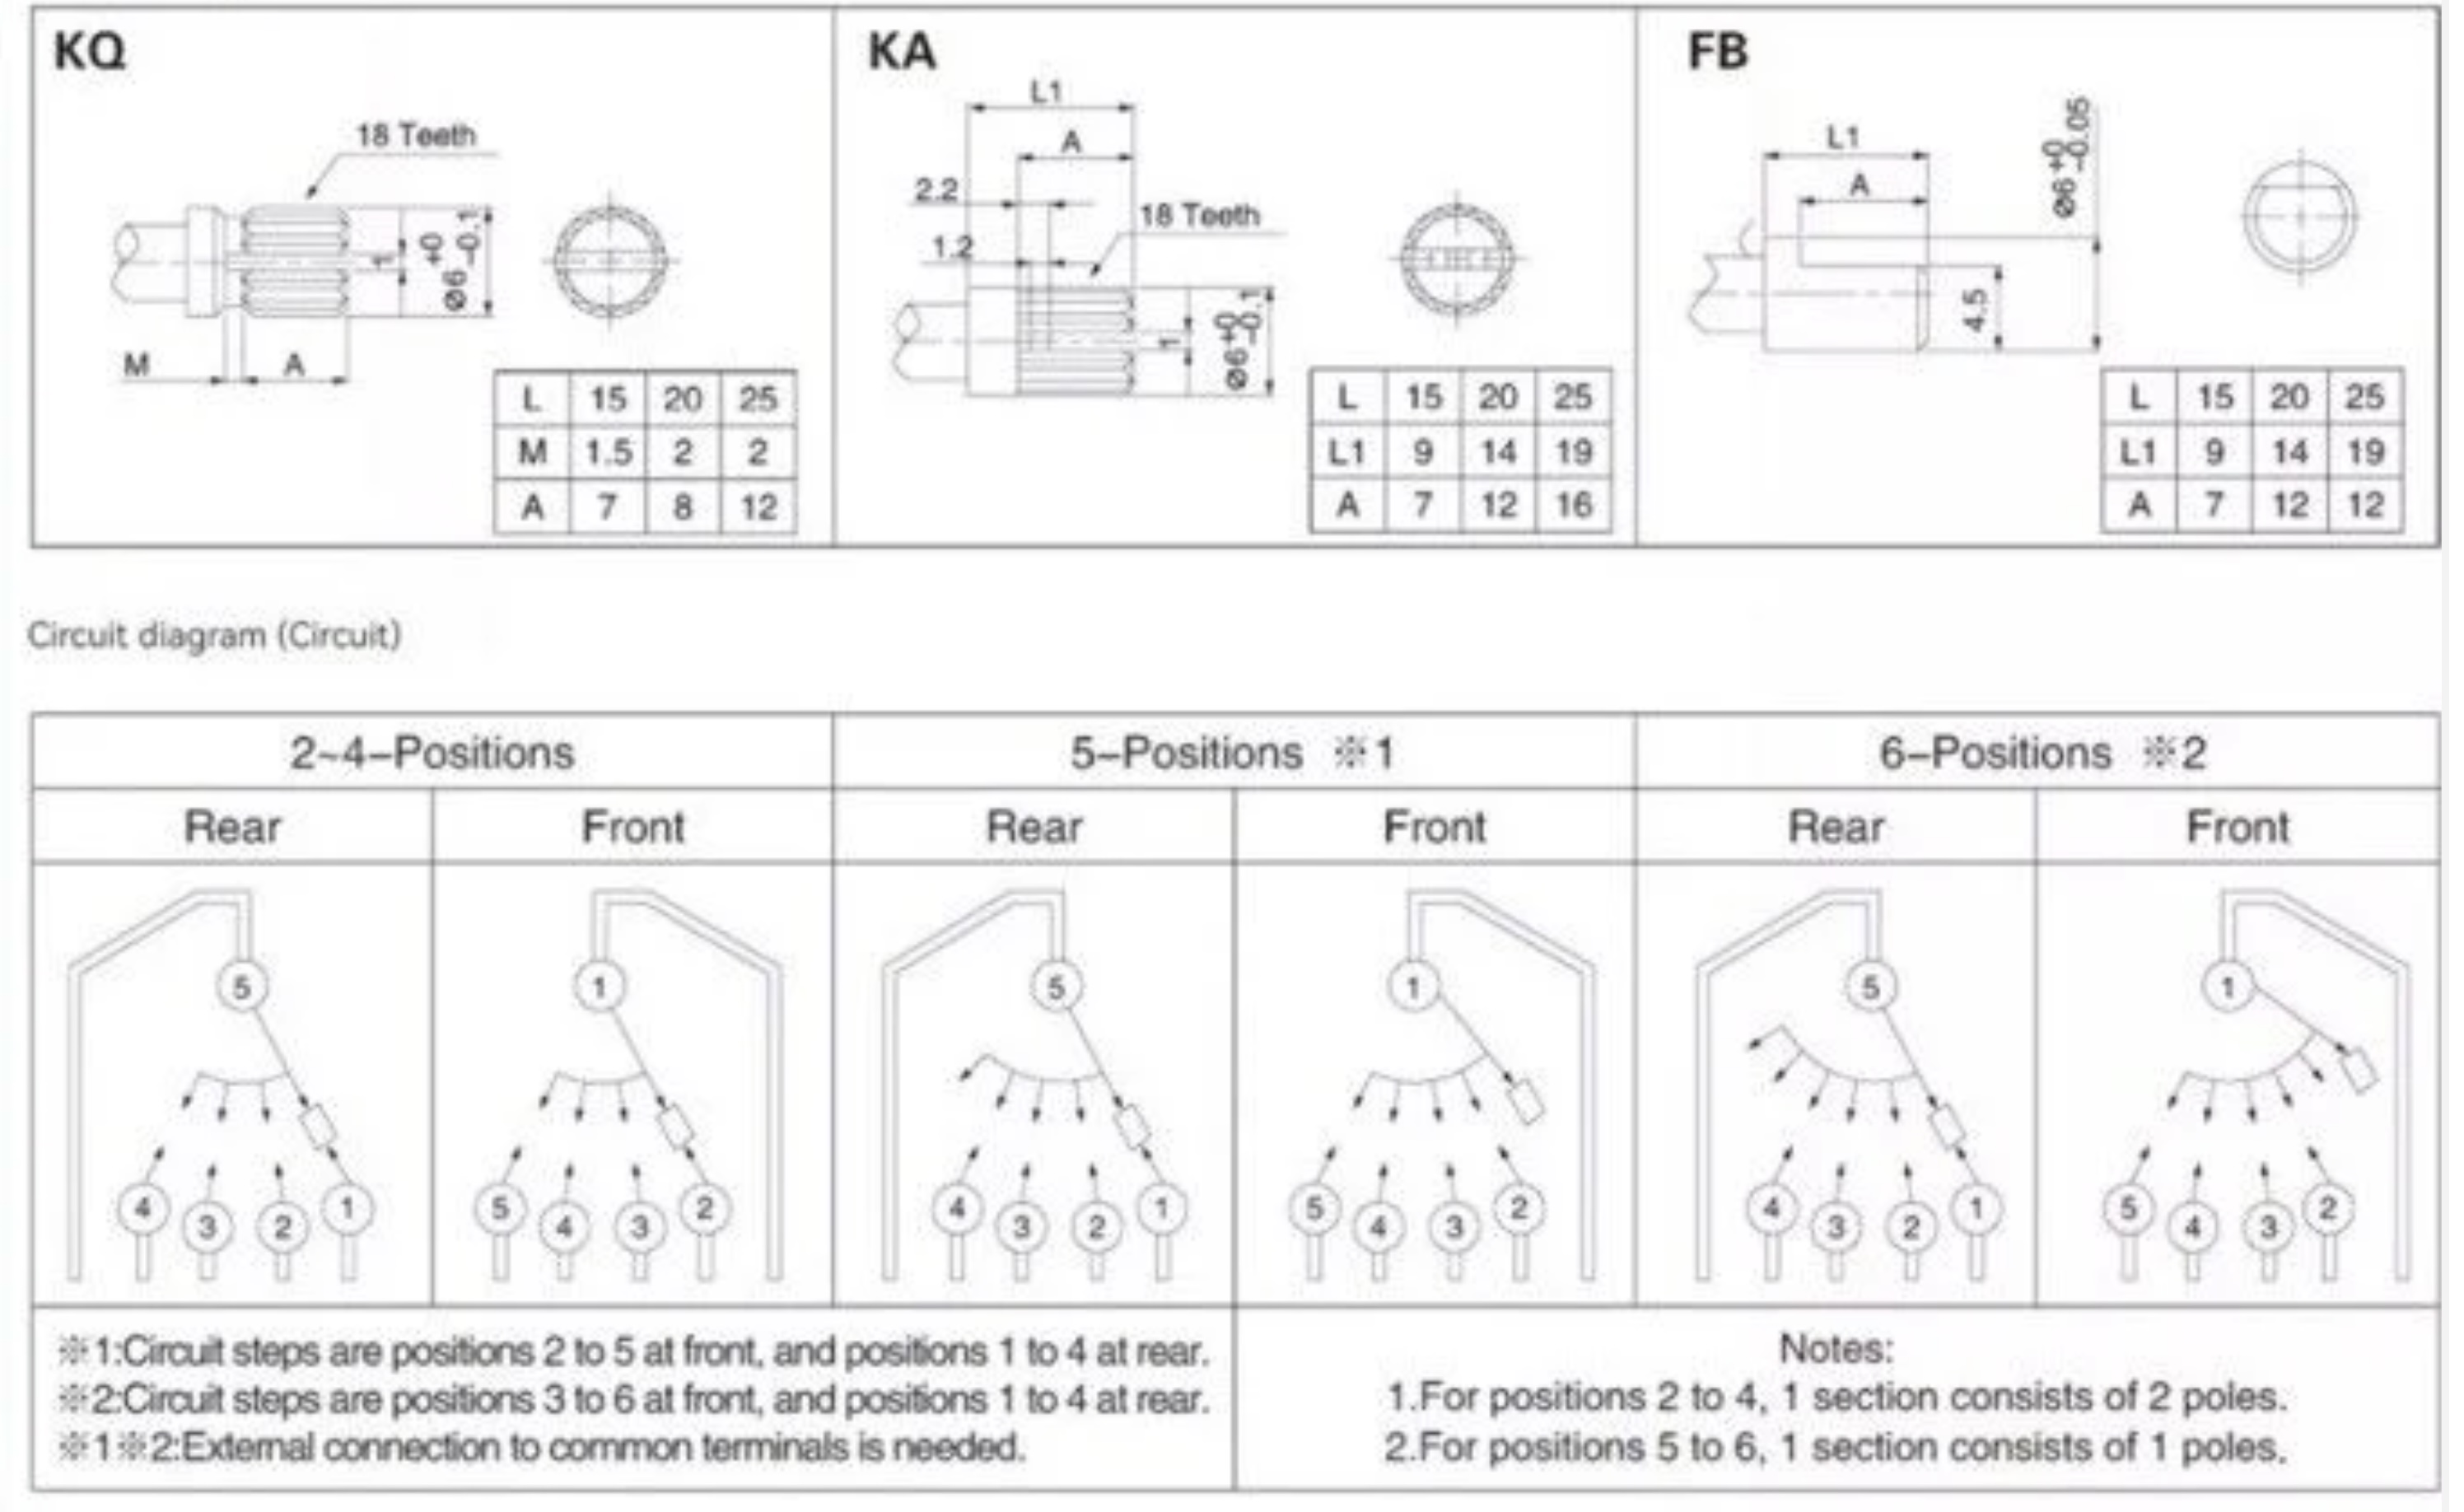 KQ
18 Teeth
1
ø6 +0 -0.1
M
A
L 15 20 25
M 1.5 2 2
A 7 8 12
KA
L1
A
2.2
18 Teeth
1.2
1
ø6 +0 -0.1
L 15 20 25
L1 9 14 19
A 7 12 16
FB
L1
A
ø6 +0 -0.05
4.5
L 15 20 25
L1 9 14 19
A 7 12 12
Circuit diagram (Circuit)
2~4-Positions
5-Positions ※1
6-Positions ※2
Rear Front Rear Front Rear Front
5 1 5 1 5 1
4 3 2 1
5 4 3 2
4 3 2 1
5 4 3 2
4 3 2 1
5 4 3 2
※1:Circuit steps are positions 2 to 5 at front, and positions 1 to 4 at rear.
※2:Circuit steps are positions 3 to 6 at front, and positions 1 to 4 at rear.
※1※2:External connection to common terminals is needed.
Notes:
1.For positions 2 to 4, 1 section consists of 2 poles.
2.For positions 5 to 6, 1 section consists of 1 poles.